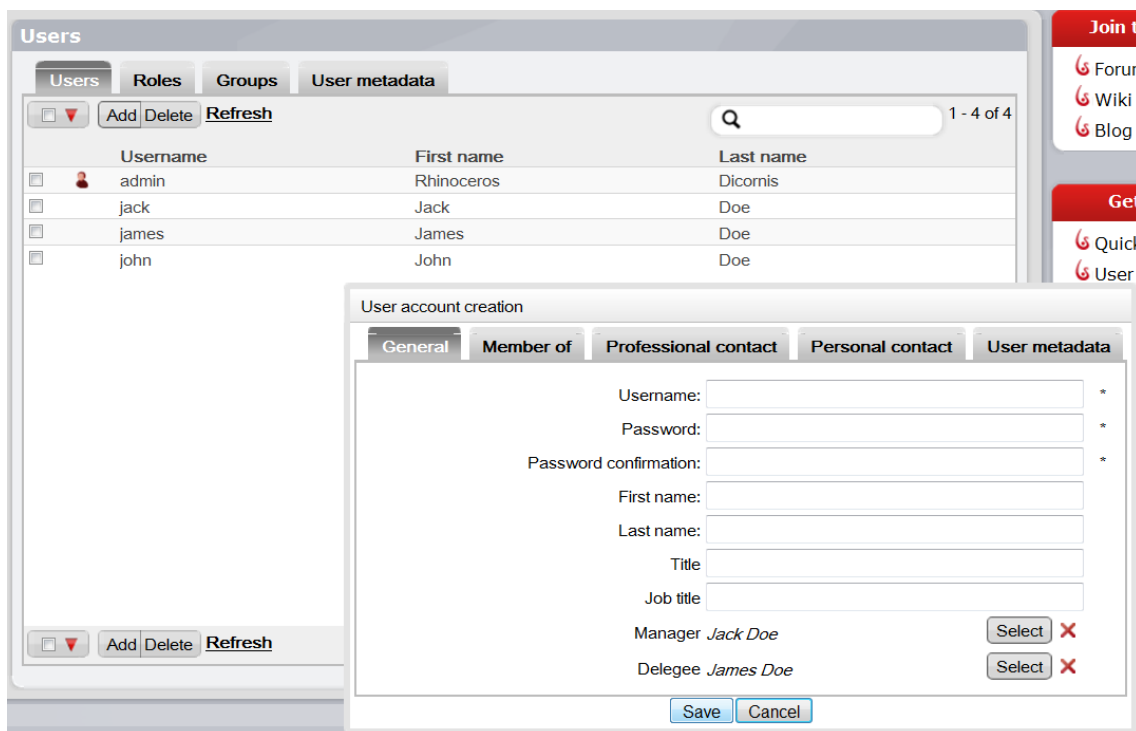 Users
Users Roles Groups User metadata
Add Delete Refresh 1 - 4 of 4
Username First name Last name
admin Rhinoceros Dicornis
jack Jack Doe
james James Doe
john John Doe
Add Delete Refresh
User account creation
General Member of Professional contact Personal contact User metadata
Username: *
Password: *
Password confirmation: *
First name:
Last name:
Title
Job title
Manager Jack Doe Select
Delegee James Doe Select
Save Cancel
Join
Wiki
Blog
User